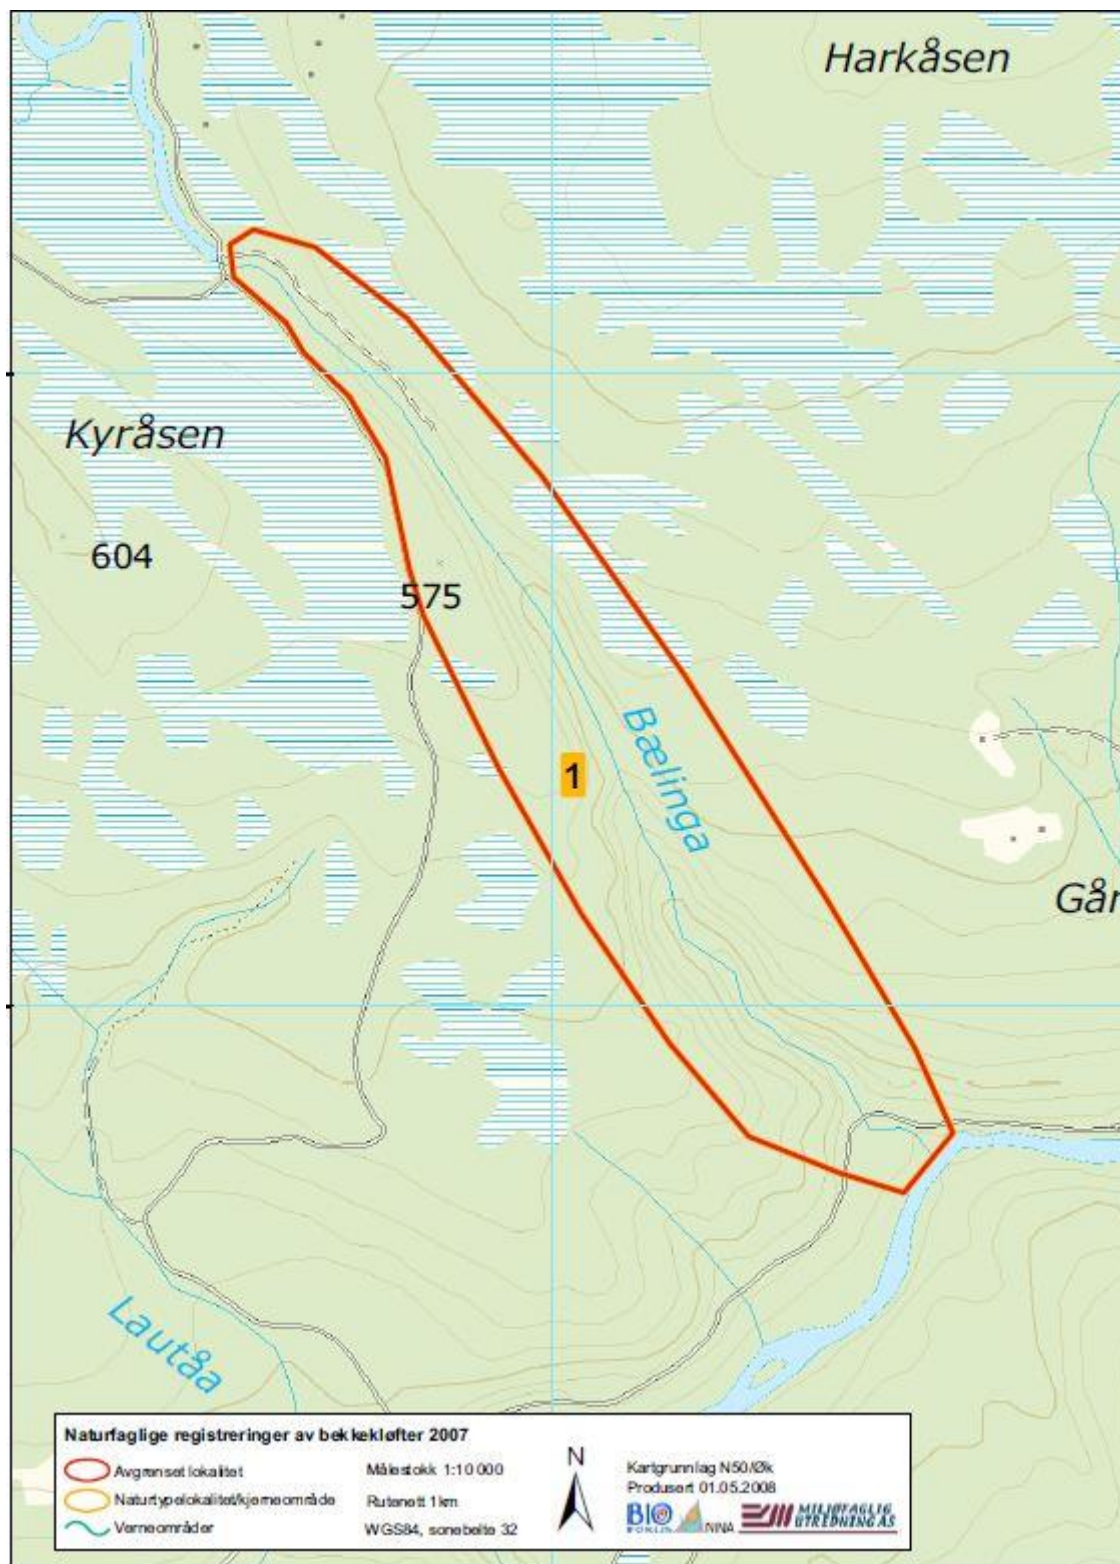 Harkåsen
Kyråsen
604
575
Bælinga
1
Går
Lautåa
Naturfaglige registreringer av bekkekløfter 2007
Avgrenset lokalitet
Naturtypelokalitet/kjerneområde
Verneområder
Målestokk 1:10 000
Rutenett 1km
WGS84, sonebelte 32
N
Kartgrunnlag N50/Øk
Produsert 01.05.2008
BIO
FOKUS
NINA
MILJØFAGLIG
UTREDNING AS